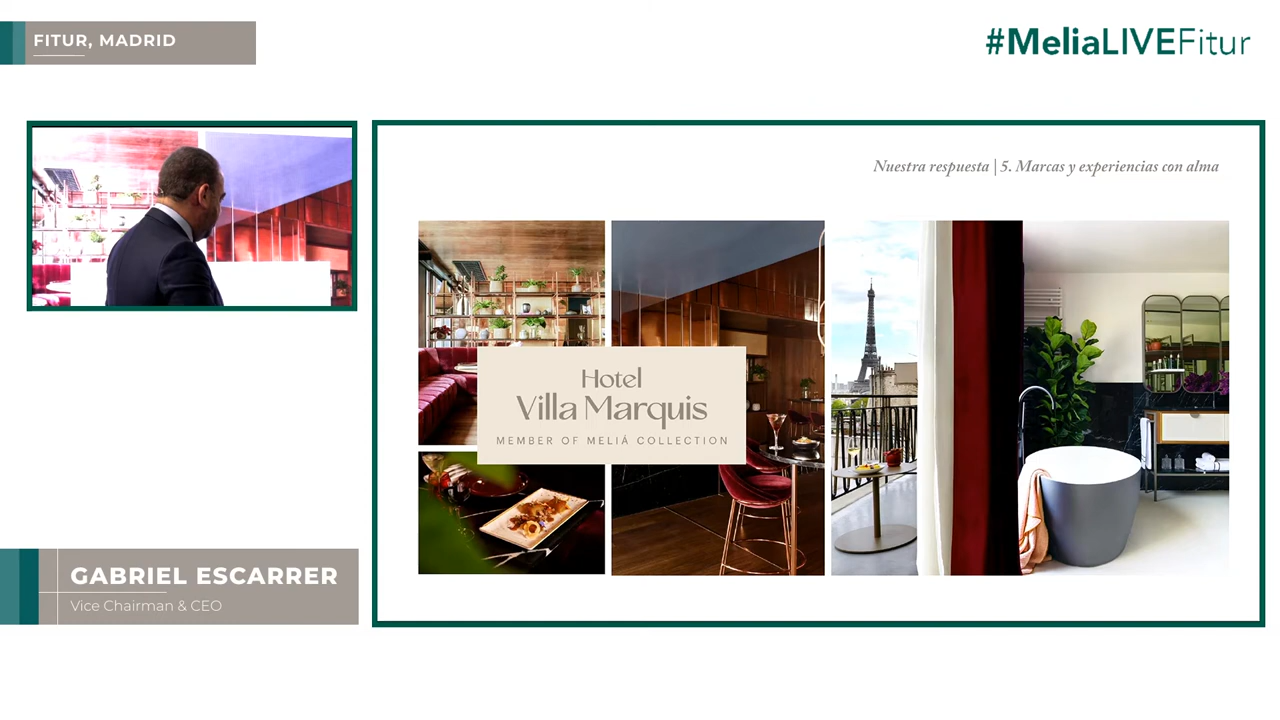 FITUR, MADRID
#MeliaLIVEFitur
Nuestra respuesta | 5. Marcas y experiencias con alma
Hotel
Villa Marquis
MEMBER OF MELIÁ COLLECTION
GABRIEL ESCARRER
Vice Chairman & CEO